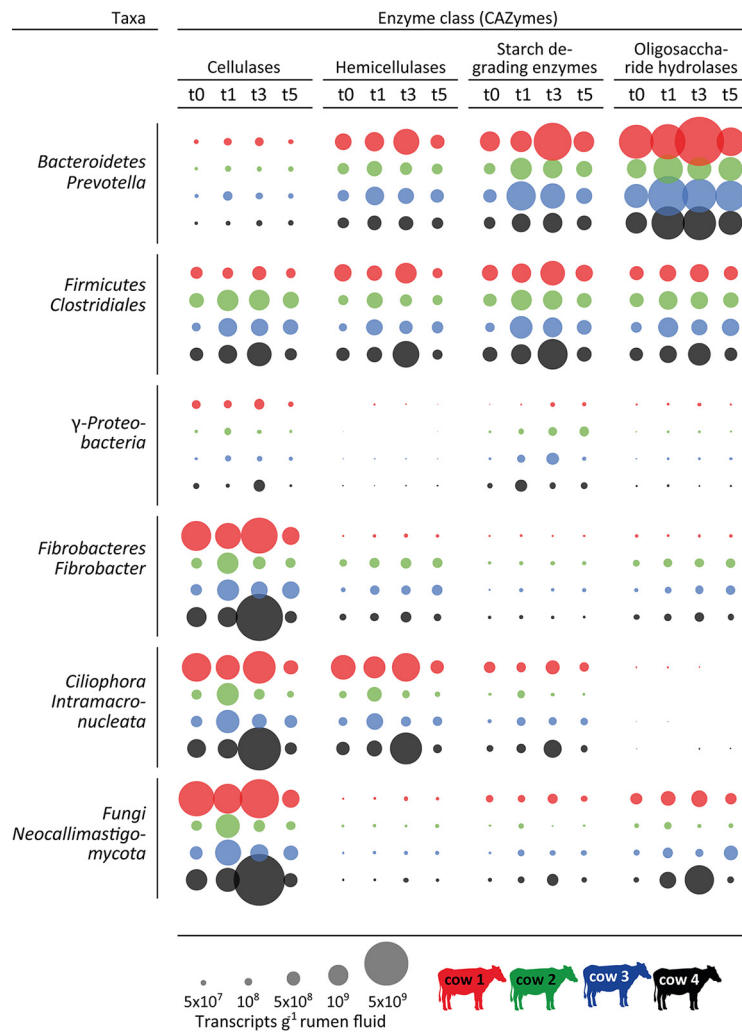 Taxa
Enzyme class (CAZymes)
Cellulases
Hemicellulases
Starch de-
grading enzymes
Oligosaccha-
ride hydrolases
t0 t1 t3 t5 t0 t1 t3 t5 t0 t1 t3 t5 t0 t1 t3 t5
Bacteroidetes
Prevotella
Firmicutes
Clostridiales
γ-Proteo-
bacteria
Fibrobacteres
Fibrobacter
Ciliophora
Intramacro-
nucleata
Fungi
Neocallimastigo-
mycota
5x10⁷ 10⁸ 5x10⁸ 10⁹ 5x10⁹
Transcripts g¹ rumen fluid
cow 1 cow 2 cow 3 cow 4